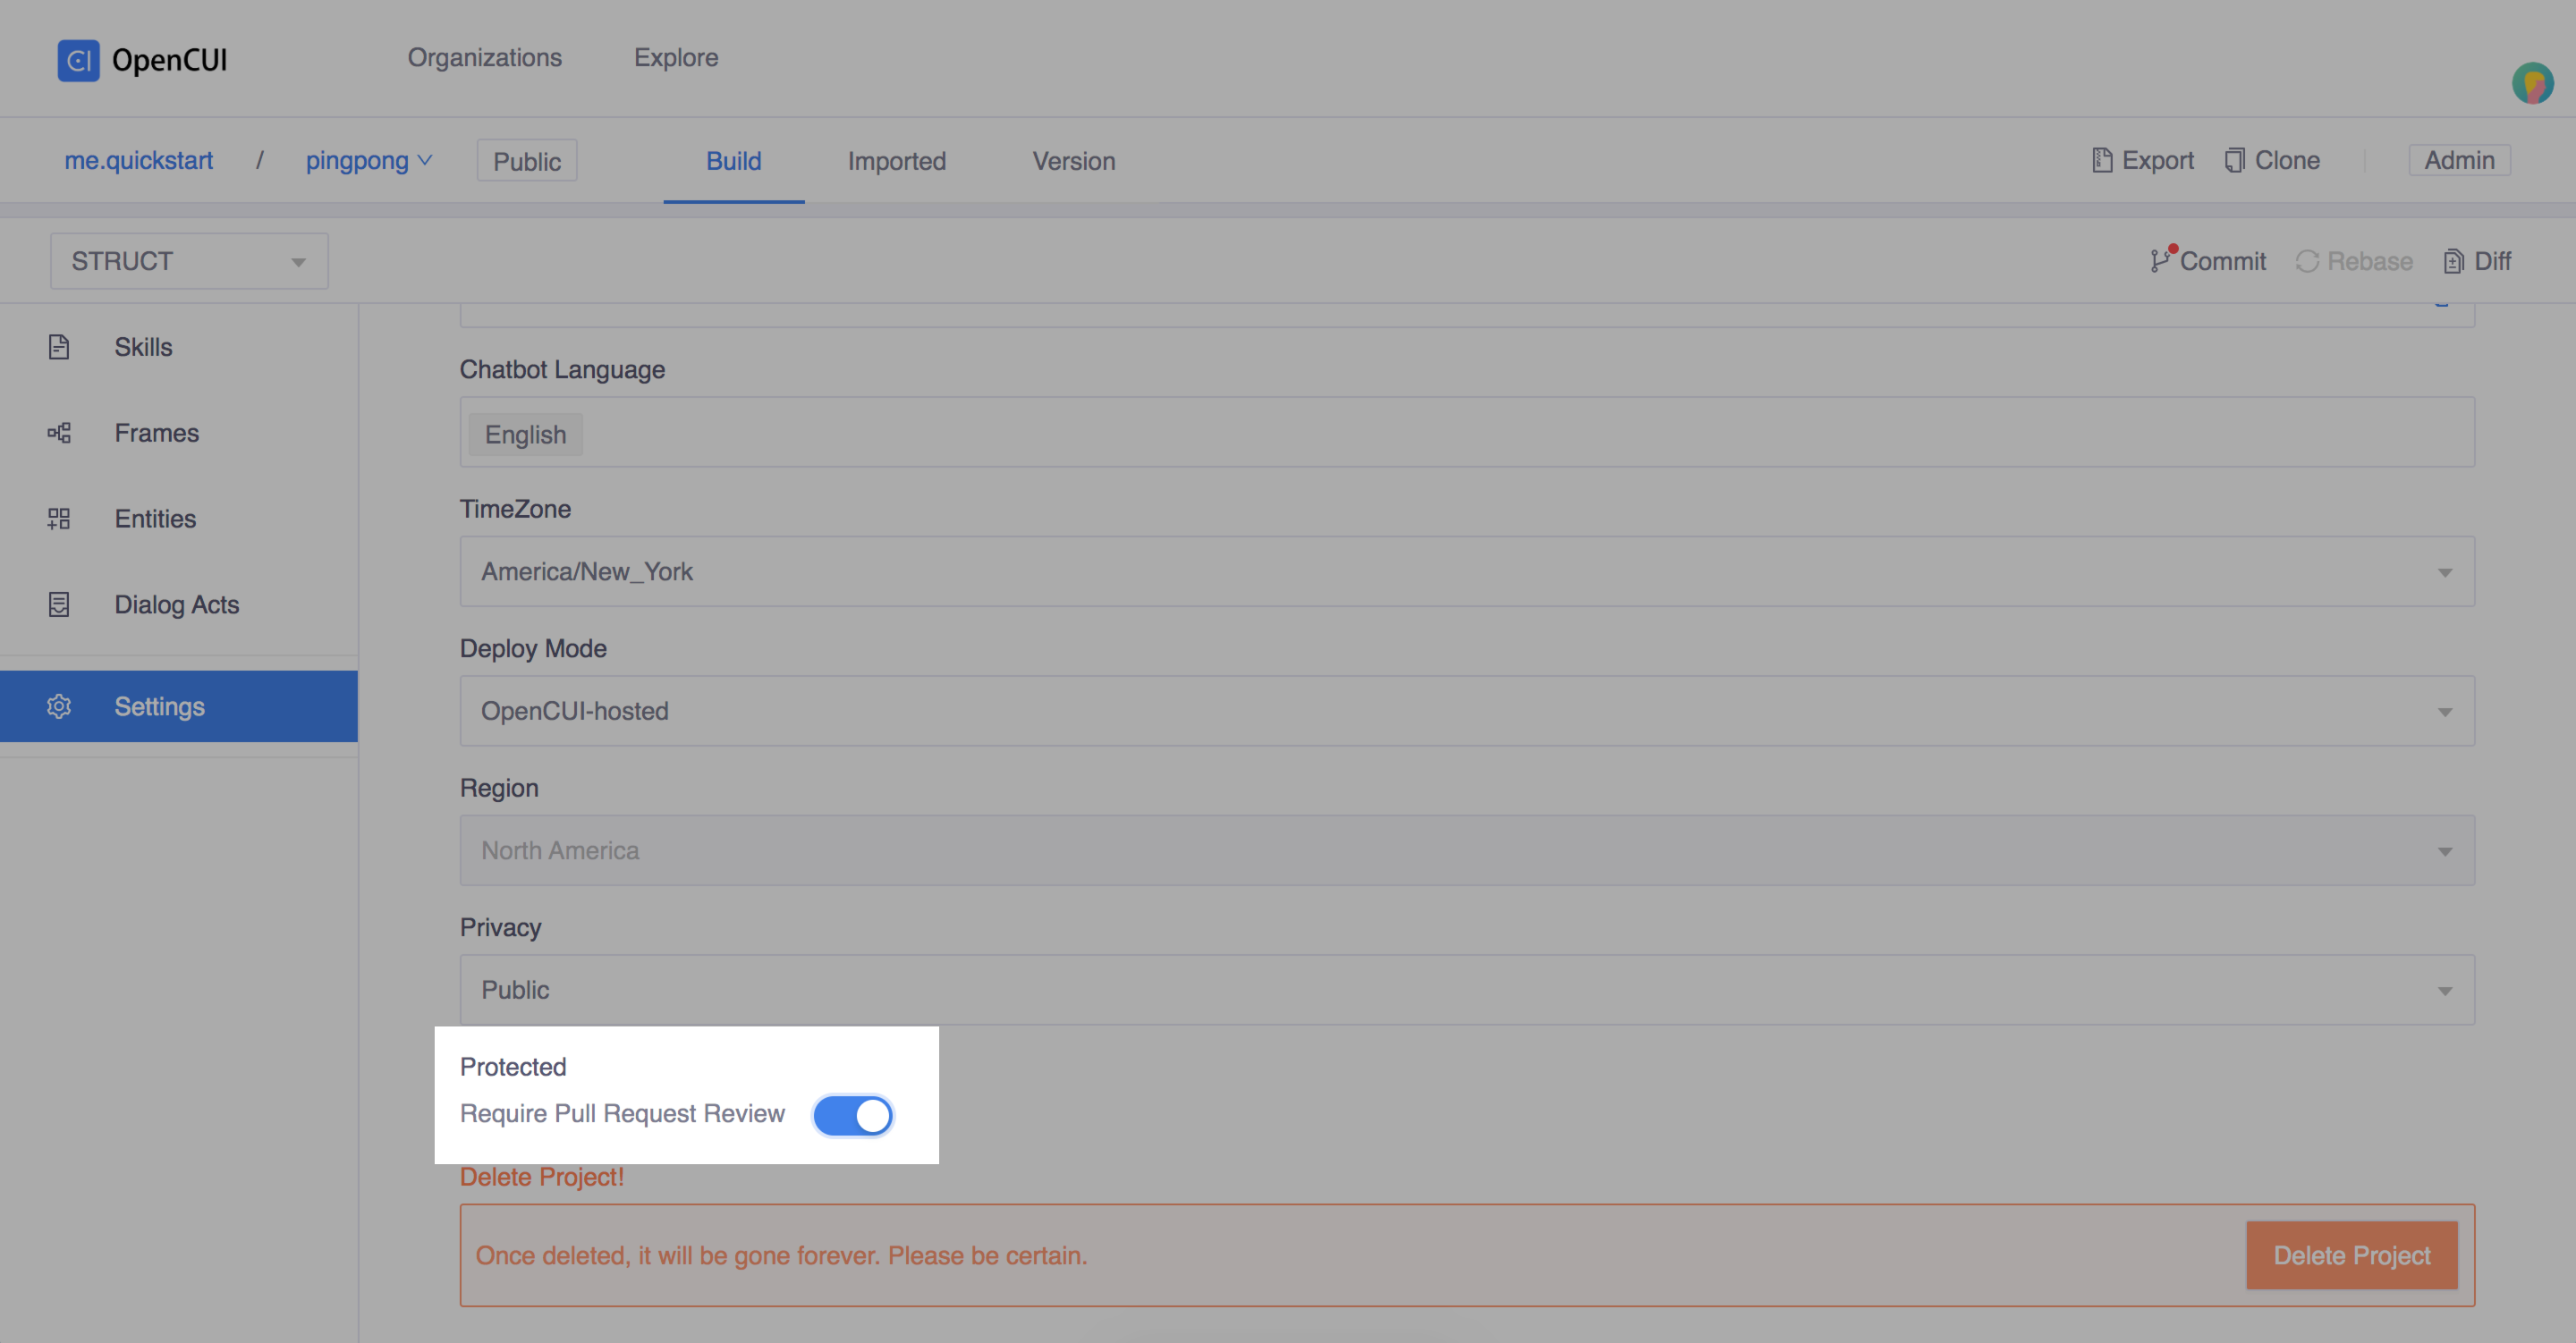 CI OpenCUI Organizations Explore
me.quickstart / pingpong Public Build Imported Version Export Clone Admin
STRUCT Commit Rebase Diff
Skills
Chatbot Language
Frames
English
Entities
TimeZone
America/New_York
Dialog Acts
Deploy Mode
Settings
OpenCUI-hosted
Region
North America
Privacy
Public
Protected
Require Pull Request Review
Delete Project!
Once deleted, it will be gone forever. Please be certain. Delete Project